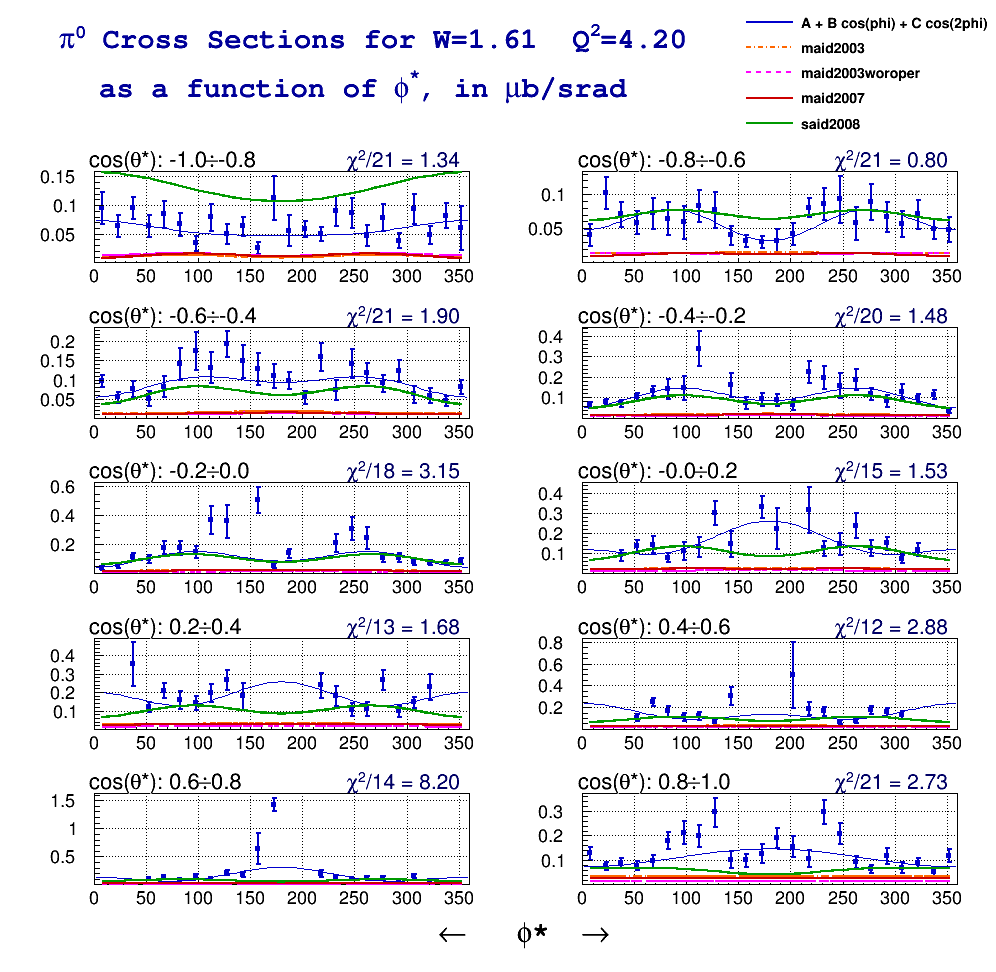 π⁰ Cross Sections for W=1.61 Q²=4.20
as a function of ϕ*, in μb/srad
A + B cos(phi) + C cos(2phi)
maid2003
maid2003woroper
maid2007
said2008
cos(θ*): -1.0÷-0.8 χ²/21 = 1.34
0.15
0.1
0.05
0 50 100 150 200 250 300 350
cos(θ*): -0.8÷-0.6 χ²/21 = 0.80
0.1
0.05
0 50 100 150 200 250 300 350
cos(θ*): -0.6÷-0.4 χ²/21 = 1.90
0.2
0.15
0.1
0.05
0 50 100 150 200 250 300 350
cos(θ*): -0.4÷-0.2 χ²/20 = 1.48
0.4
0.3
0.2
0.1
0 50 100 150 200 250 300 350
cos(θ*): -0.2÷0.0 χ²/18 = 3.15
0.6
0.4
0.2
0 50 100 150 200 250 300 350
cos(θ*): -0.0÷0.2 χ²/15 = 1.53
0.4
0.3
0.2
0.1
0 50 100 150 200 250 300 350
cos(θ*): 0.2÷0.4 χ²/13 = 1.68
0.4
0.3
0.2
0.1
0 50 100 150 200 250 300 350
cos(θ*): 0.4÷0.6 χ²/12 = 2.88
0.8
0.6
0.4
0.2
0 50 100 150 200 250 300 350
cos(θ*): 0.6÷0.8 χ²/14 = 8.20
1.5
1
0.5
0 50 100 150 200 250 300 350
cos(θ*): 0.8÷1.0 χ²/21 = 2.73
0.3
0.2
0.1
0 50 100 150 200 250 300 350
← ϕ* →